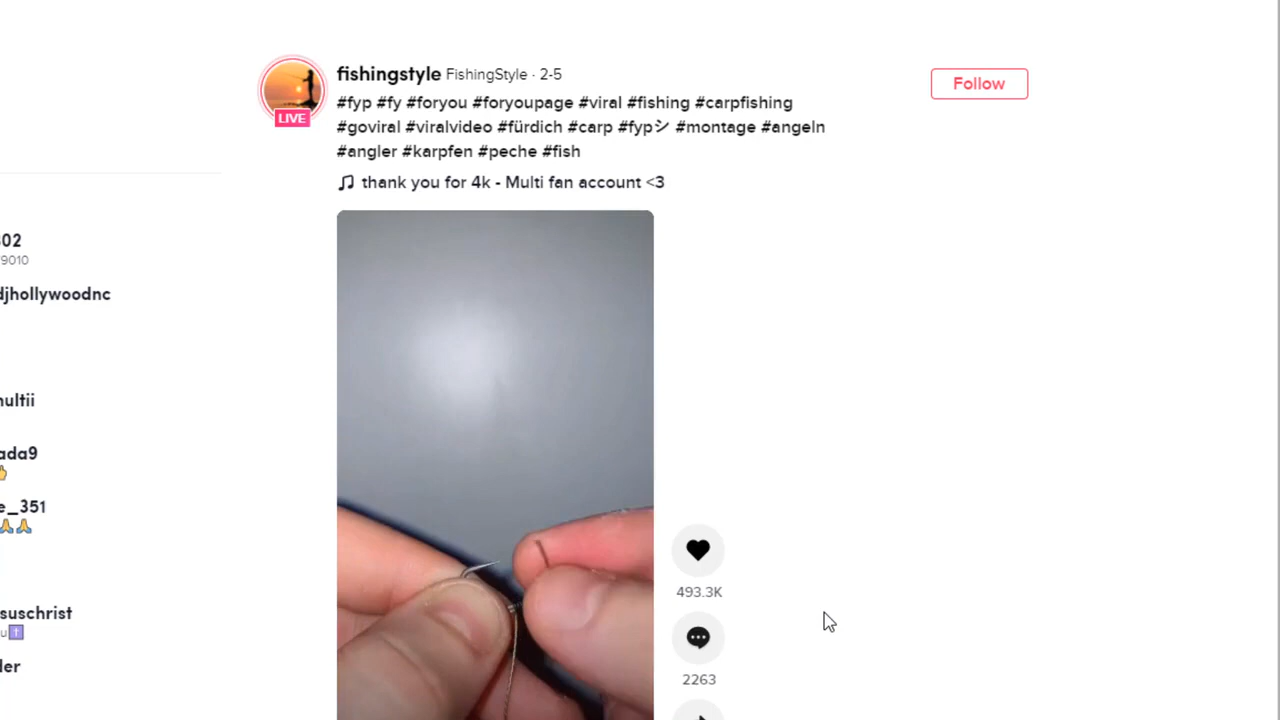 fishingstyle FishingStyle · 2-5
Follow
LIVE
#fyp #fy #foryou #foryoupage #viral #fishing #carpfishing
#goviral #viralvideo #fürdich #carp #fypシ #montage #angeln
#angler #karpfen #peche #fish
thank you for 4k - Multi fan account <3
302
9010
djhollywoodnc
ultii
ada9
e_351
suschrist
u
ler
493.3K
2263